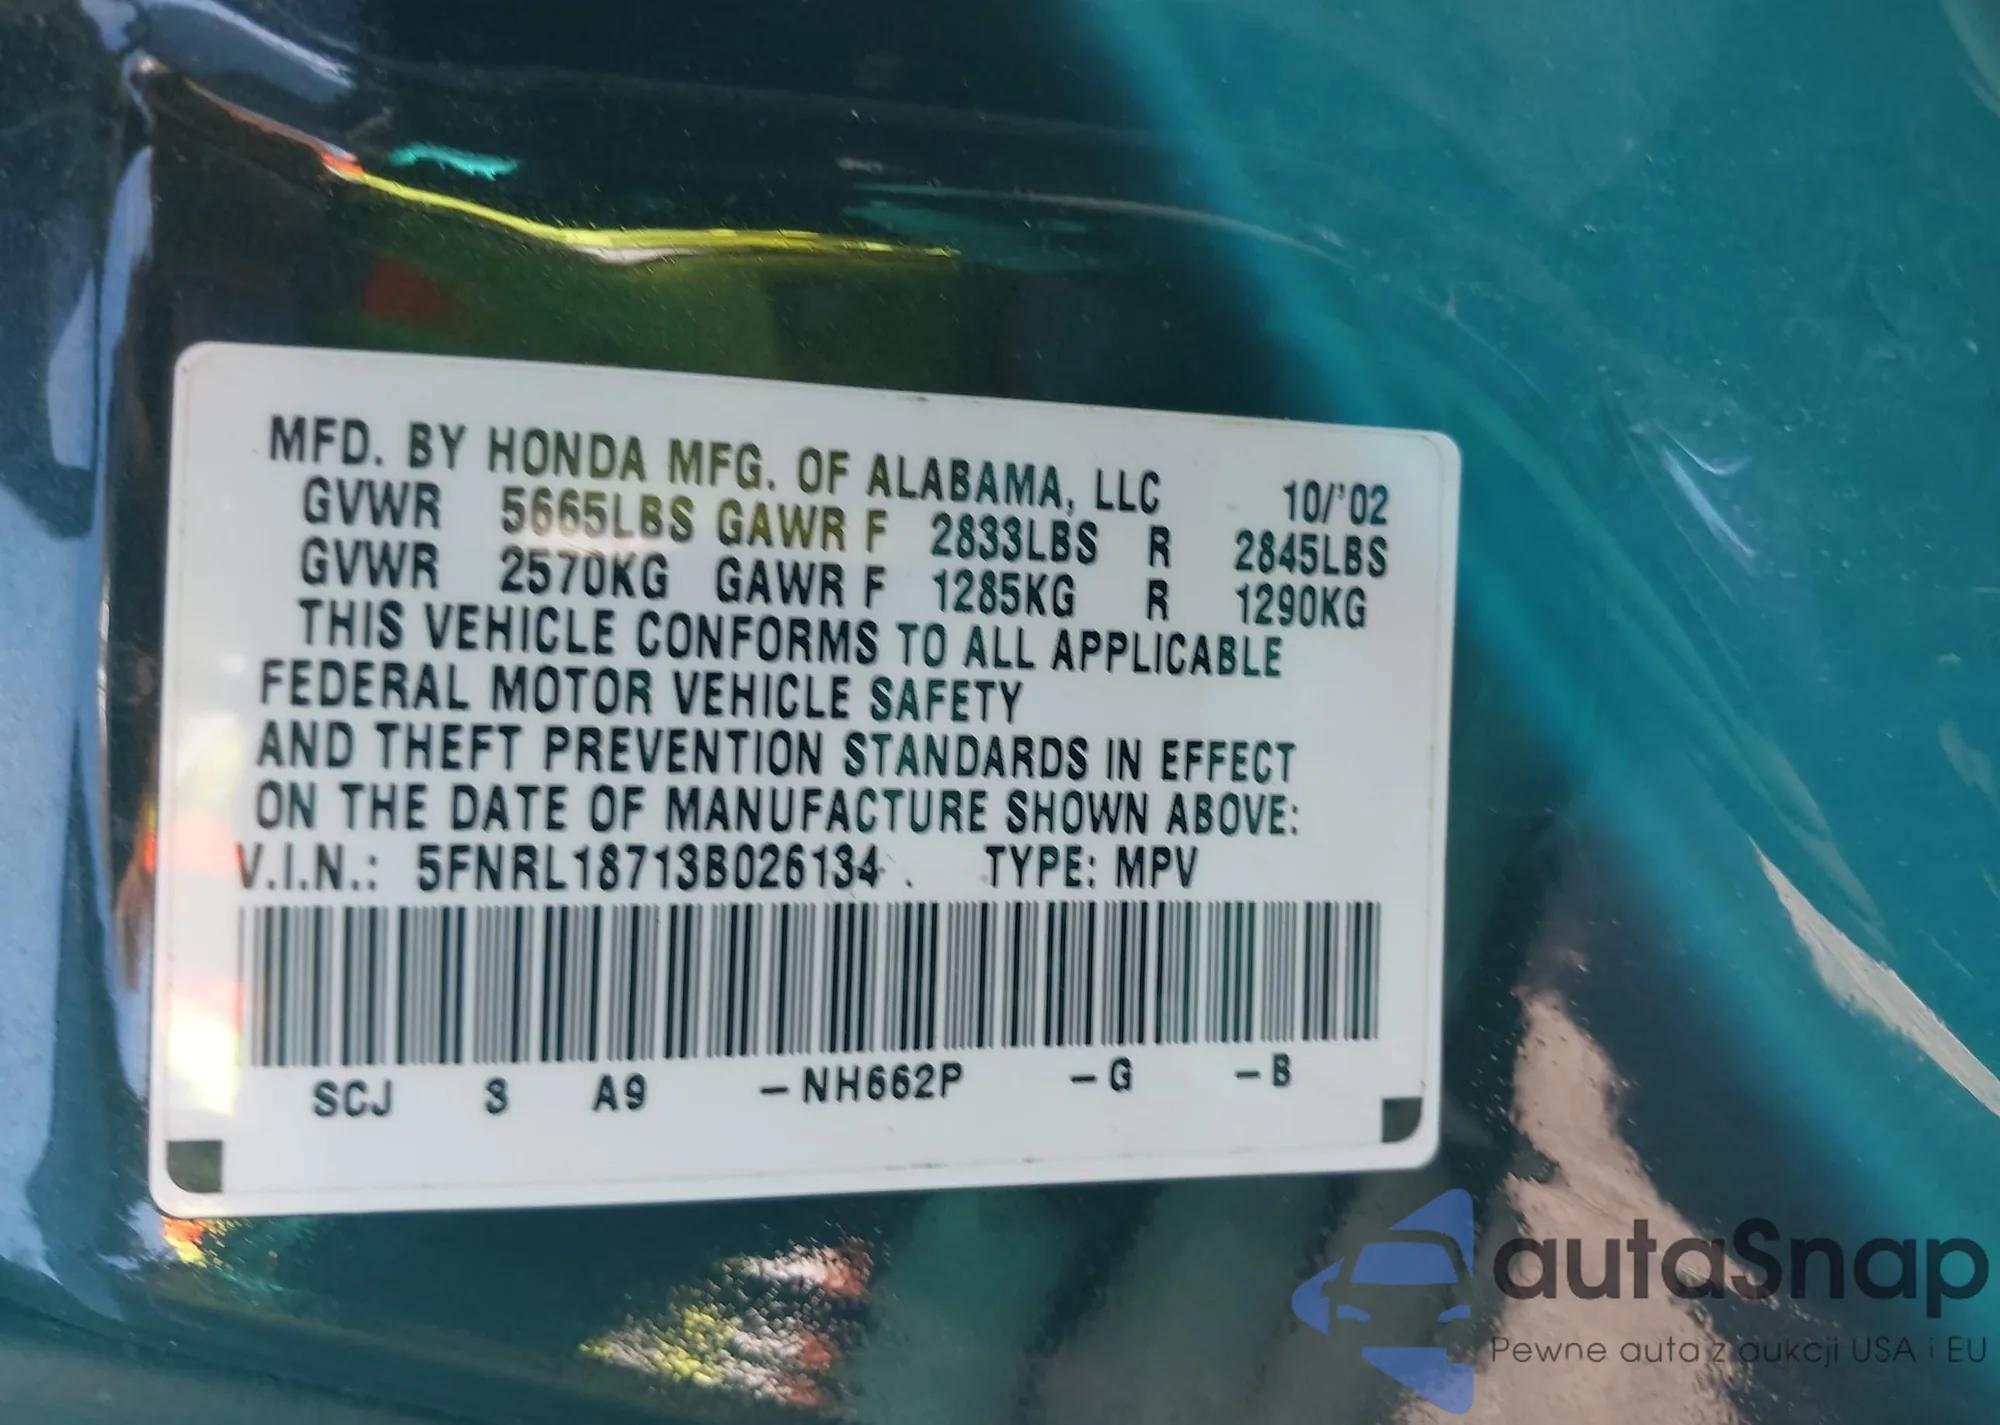 MFD. BY HONDA MFG. OF ALABAMA, LLC 10/'02
GVWR 5665LBS GAWR F 2833LBS R 2845LBS
GVWR 2570KG GAWR F 1285KG R 1290KG
THIS VEHICLE CONFORMS TO ALL APPLICABLE
FEDERAL MOTOR VEHICLE SAFETY
AND THEFT PREVENTION STANDARDS IN EFFECT
ON THE DATE OF MANUFACTURE SHOWN ABOVE:
V.I.N.: 5FNRL18713B026134 . TYPE: MPV
SCJ 3 A9 –NH662P –G –B
autaSnap
Pewne auta z aukcji USA i EU